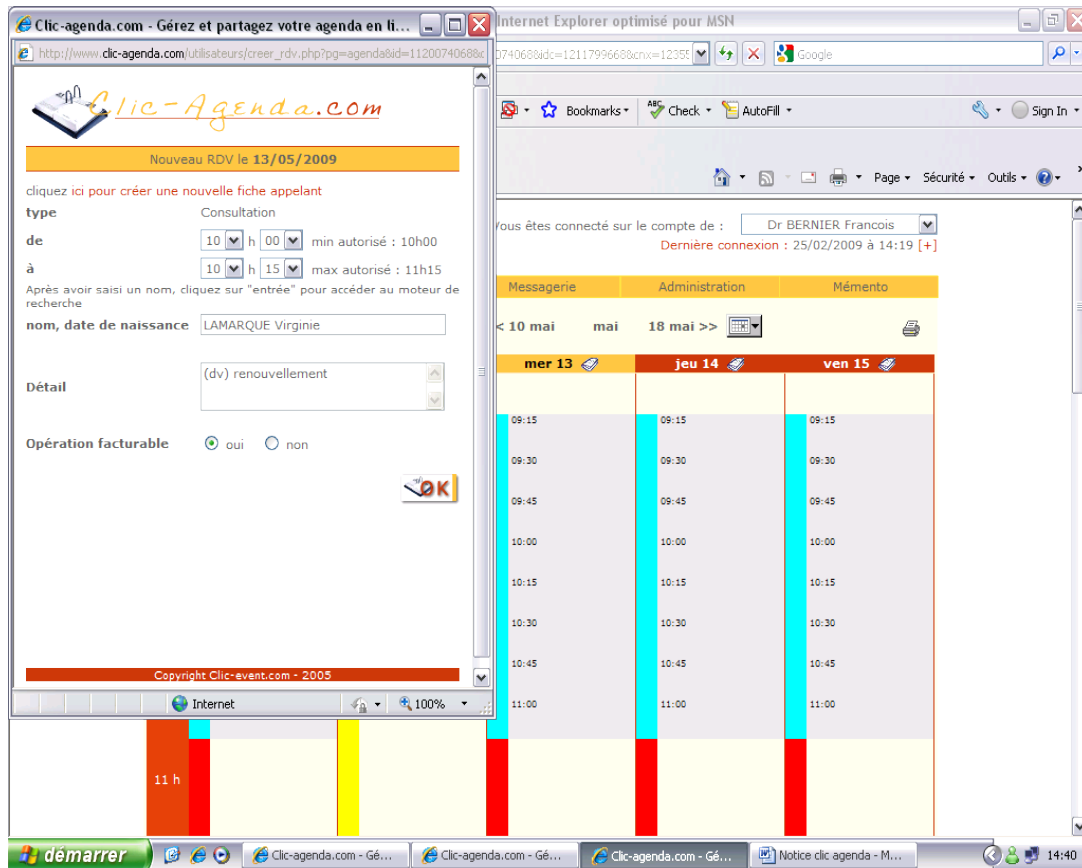 Clic-agenda.com - Gérez et partagez votre agenda en li...
http://www.clic-agenda.com/utilisateurs/creer_rdv.php?pg=agenda&id=1120074068&c
Clic-Agenda.com
Nouveau RDV le 13/05/2009
cliquez ici pour créer une nouvelle fiche appelant
type Consultation
de 10 h 00 min autorisé : 10h00
à 10 h 15 max autorisé : 11h15
Après avoir saisi un nom, cliquez sur "entrée" pour accéder au moteur de
recherche
nom, date de naissance LAMARQUE Virginie
Détail (dv) renouvellement
Opération facturable oui non
OK
Copyright Clic-event.com - 2005
Internet 100%
Internet Explorer optimisé pour MSN
074068&idc=1211799668&cnx=1235 Google
Bookmarks ABC Check AutoFill Sign In
Page Sécurité Outils
Vous êtes connecté sur le compte de : Dr BERNIER Francois
Dernière connexion : 25/02/2009 à 14:19 [+]
Messagerie Administration Mémento
< 10 mai mai 18 mai >>
mer 13 jeu 14 ven 15
09:15 09:15 09:15
09:30 09:30 09:30
09:45 09:45 09:45
10:00 10:00 10:00
10:15 10:15 10:15
10:30 10:30 10:30
10:45 10:45 10:45
11:00 11:00 11:00
11 h
démarrer Clic-agenda.com - Gé... Clic-agenda.com - Gé... Clic-agenda.com - Gé... Notice clic agenda - M... 14:40